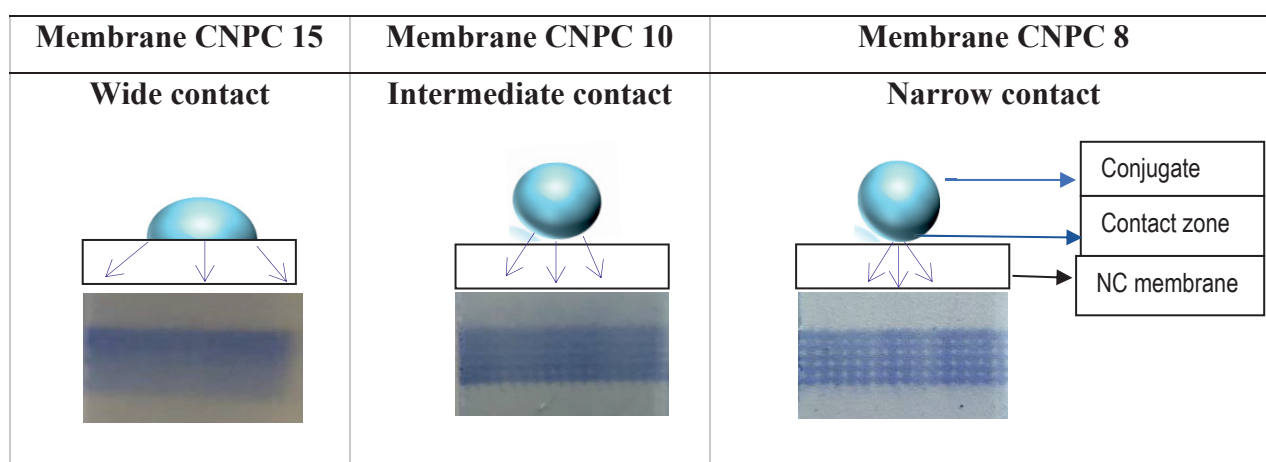 Membrane CNPC 15
Membrane CNPC 10
Membrane CNPC 8
Wide contact
Intermediate contact
Narrow contact
Conjugate
Contact zone
NC membrane